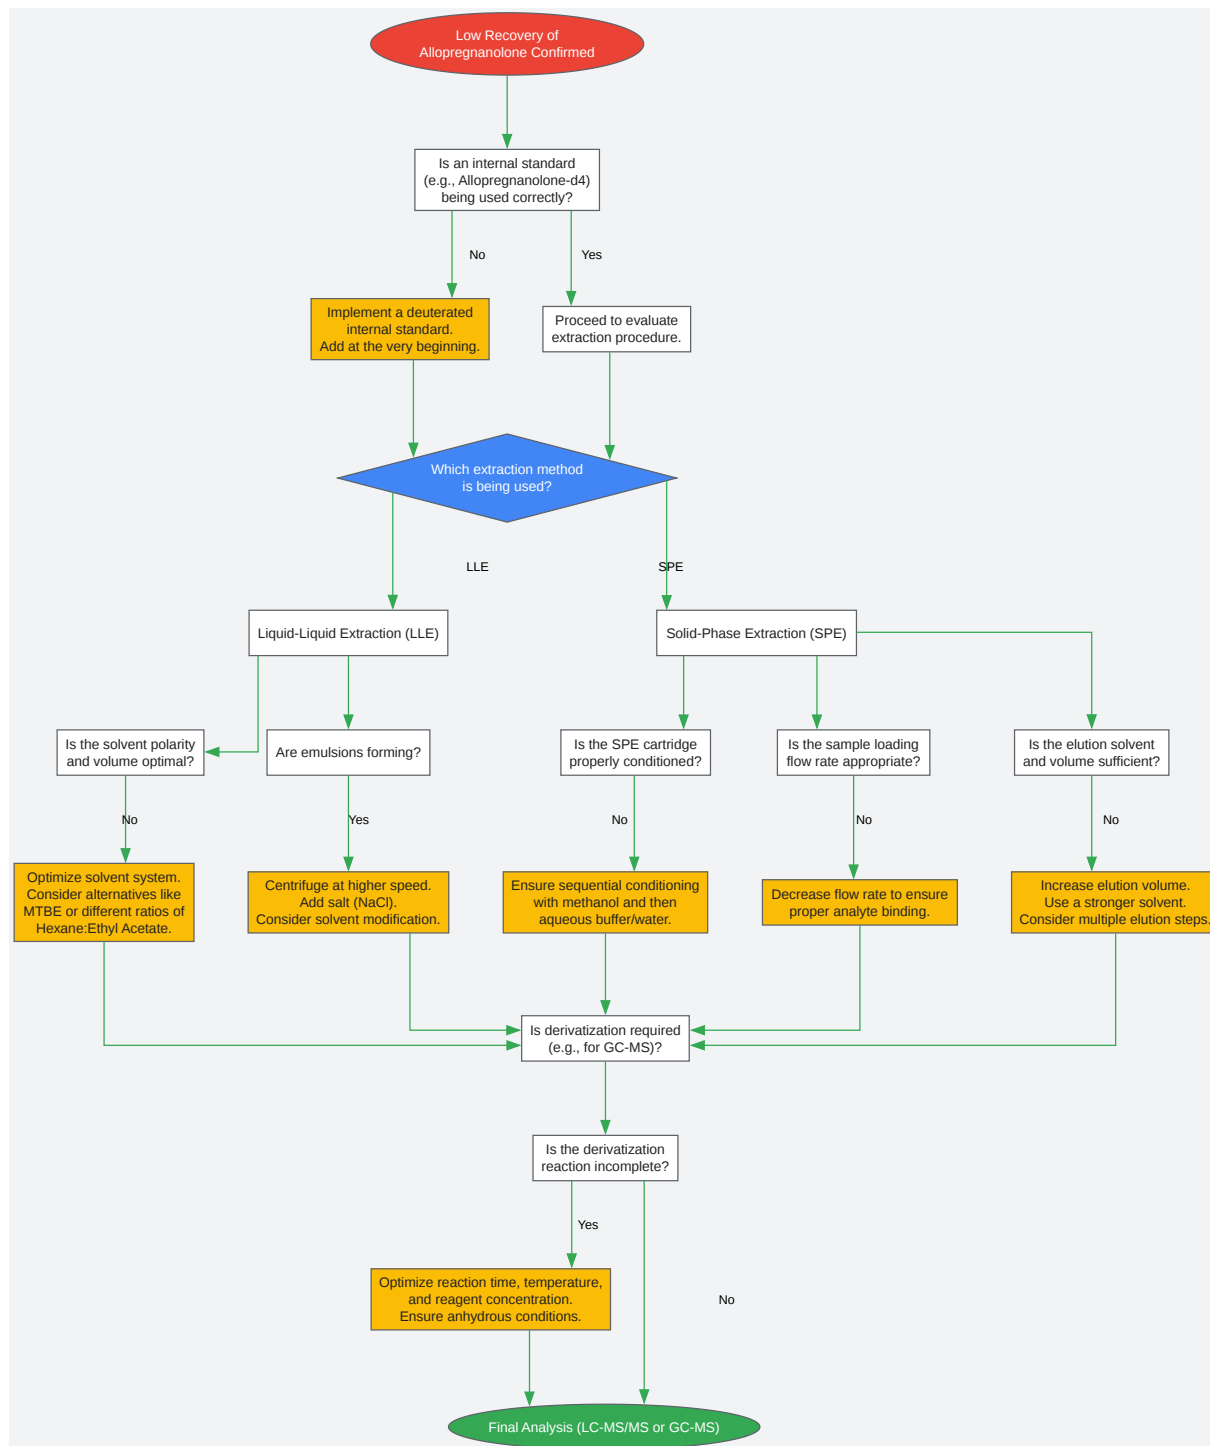 Low Recovery of
Allopregnanolone Confirmed
Is an internal standard
(e.g., Allopregnanolone-d4)
being used correctly?
No
Yes
Implement a deuterated
internal standard.
Add at the very beginning.
Proceed to evaluate
extraction procedure.
Which extraction method
is being used?
LLE
SPE
Liquid-Liquid Extraction (LLE)
Solid-Phase Extraction (SPE)
Is the solvent polarity
and volume optimal?
Are emulsions forming?
Is the SPE cartridge
properly conditioned?
Is the sample loading
flow rate appropriate?
Is the elution solvent
and volume sufficient?
No
Yes
No
No
No
Optimize solvent system.
Consider alternatives like
MTBE or different ratios of
Hexane:Ethyl Acetate.
Centrifuge at higher speed.
Add salt (NaCl).
Consider solvent modification.
Ensure sequential conditioning
with methanol and then
aqueous buffer/water.
Decrease flow rate to ensure
proper analyte binding.
Increase elution volume.
Use a stronger solvent.
Consider multiple elution steps.
Is derivatization required
(e.g., for GC-MS)?
Is the derivatization
reaction incomplete?
Yes
Optimize reaction time, temperature,
and reagent concentration.
Ensure anhydrous conditions.
No
Final Analysis (LC-MS/MS or GC-MS)